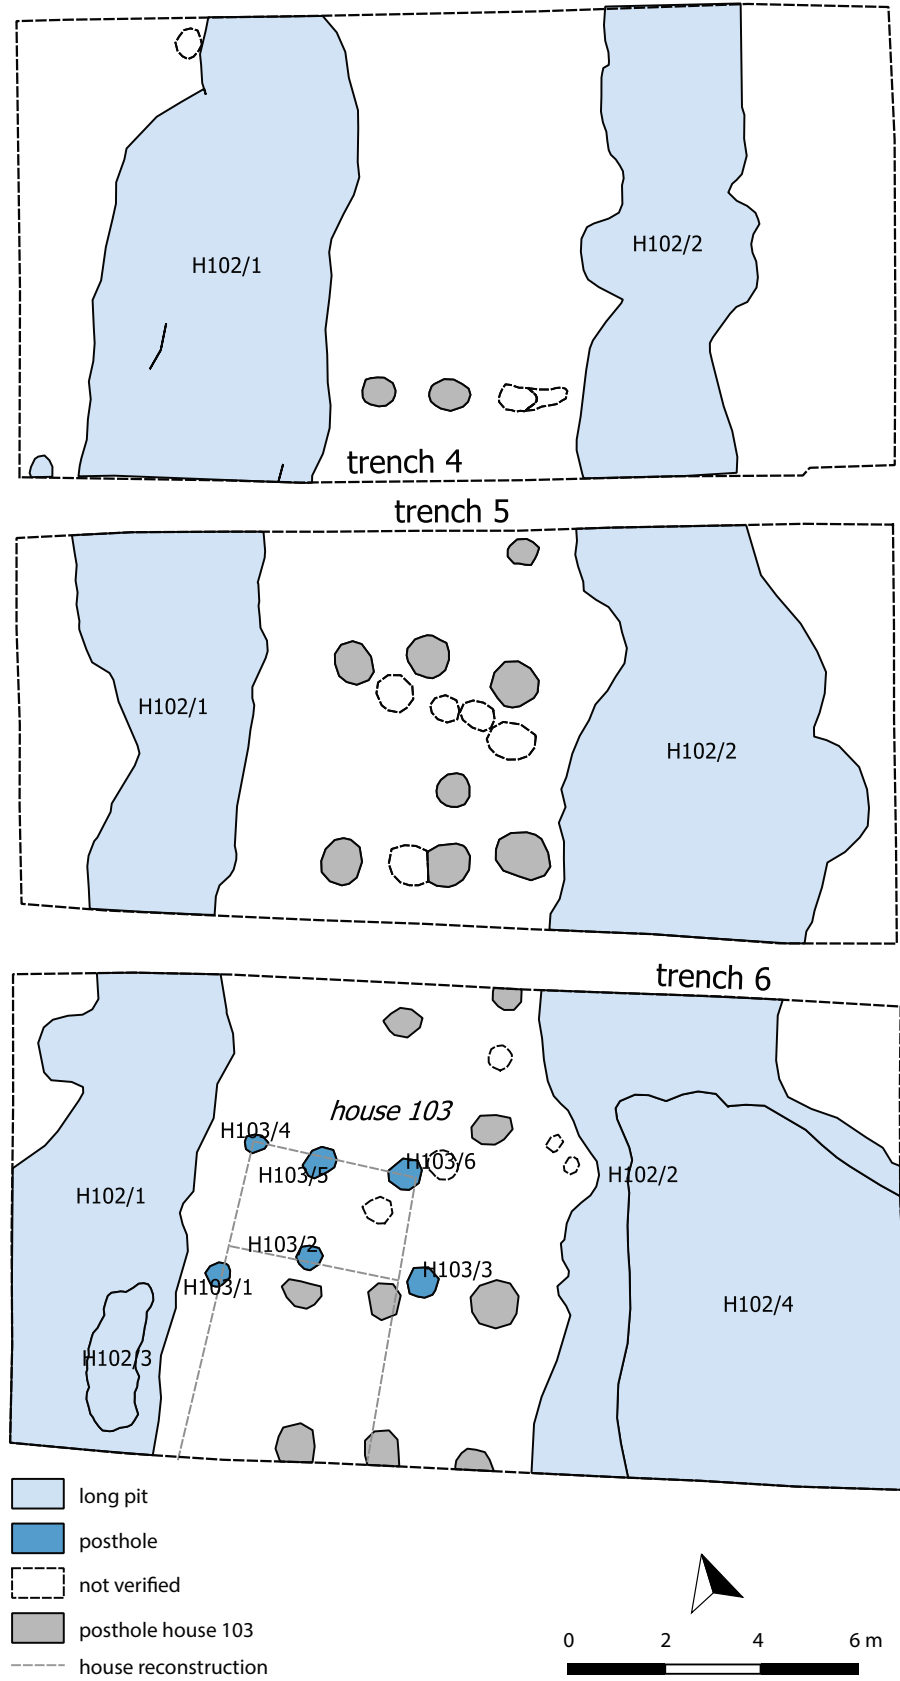 H102/1
H102/2
trench 4
trench 5
H102/1
H102/2
trench 6
house 103
H103/4
H103/6
H103/5
H102/2
H102/1
H103/2
H103/3
H103/1
H102/4
H102/3
long pit
posthole
not verified
posthole house 103
house reconstruction
0 2 4 6 m